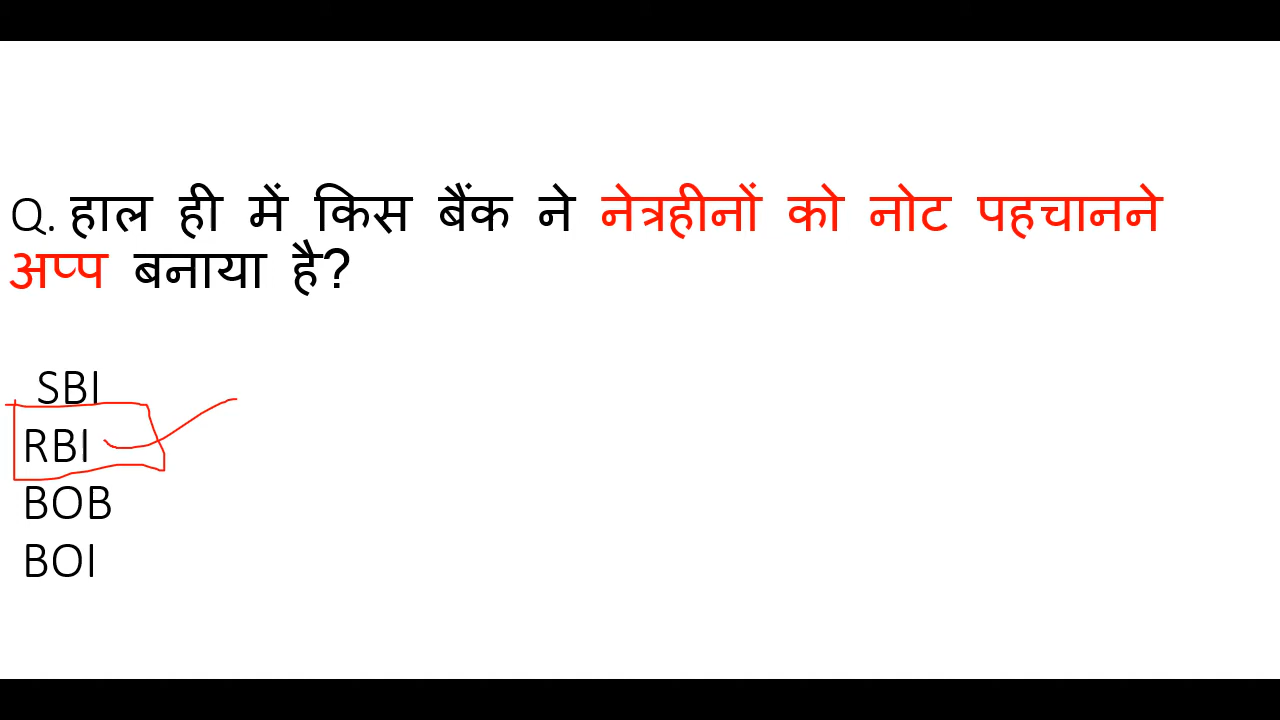 Q. हाल ही में किस बैंक ने नेत्रहीनों को नोट पहचानने
अप्प बनाया है?
SBI
RBI
BOB
BOI